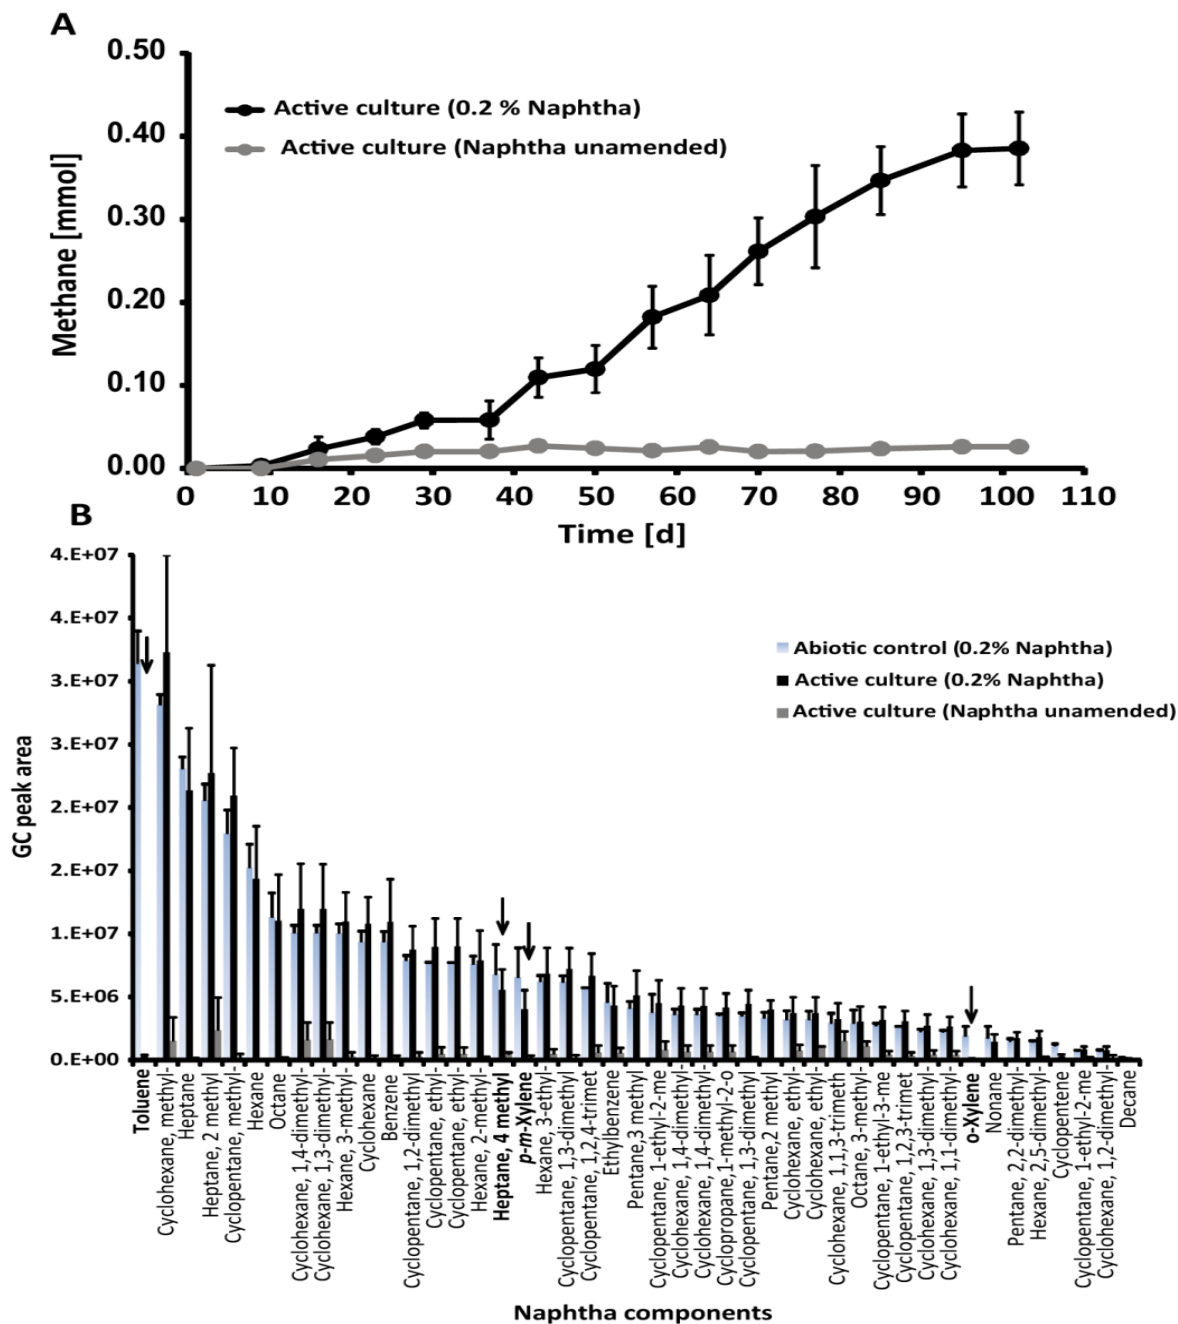 A
0.50
0.40
0.30
0.20
0.10
0.00
Methane [mmol]
Active culture (0.2 % Naphtha)
Active culture (Naphtha unamended)
0 10 20 30 40 50 60 70 80 90 100 110
Time [d]
B
4.E+07
4.E+07
3.E+07
3.E+07
2.E+07
2.E+07
1.E+07
5.E+06
0.E+00
GC peak area
Abiotic control (0.2% Naphtha)
Active culture (0.2% Naphtha)
Active culture (Naphtha unamended)
Toluene
Cyclohexane, methyl-
Heptane
Heptane, 2 methyl
Cyclopentane, methyl-
Hexane
Octane
Cyclohexane, 1,4-dimethyl-
Cyclohexane, 1,3-dimethyl-
Hexane, 3-methyl-
Cyclohexane
Benzene
Cyclopentane, 1,2-dimethyl-
Cyclopentane, ethyl-
Cyclopentane, ethyl-
Hexane, 2-methyl-
Heptane, 4 methyl
p-m-Xylene
Hexane, 3-ethyl-
Cyclopentane, 1,3-dimethyl
Cyclopentane, 1,2,4-trimet
Ethylbenzene
Pentane,3 methyl
Cyclopentane, 1-ethyl-2-me
Cyclohexane, 1,4-dimethyl-
Cyclohexane, 1,4-dimethyl-
Cyclopropane,1-methyl-2-o
Cyclopentane, 1,3-dimethyl
Pentane,2 methyl
Cyclohexane, ethyl-
Cyclohexane, ethyl
Cyclohexane, 1,1,3-trimeth
Octane, 3-methyl
Cyclopentane, 1-ethyl-3-me
Cyclopentane, 1,2,3-trimet
Cyclohexane, 1,3-dimethyl-
Cyclohexane, 1,1-dimethyl-
o-Xylene
Nonane
Pentane, 2,2-dimethyl-
Hexane, 2,5-dimethyl-
Cyclopentene
Cyclopentane, 1-ethyl-2-me
Cyclohexane, 1,2-dimethyl-
Decane
Naphtha components